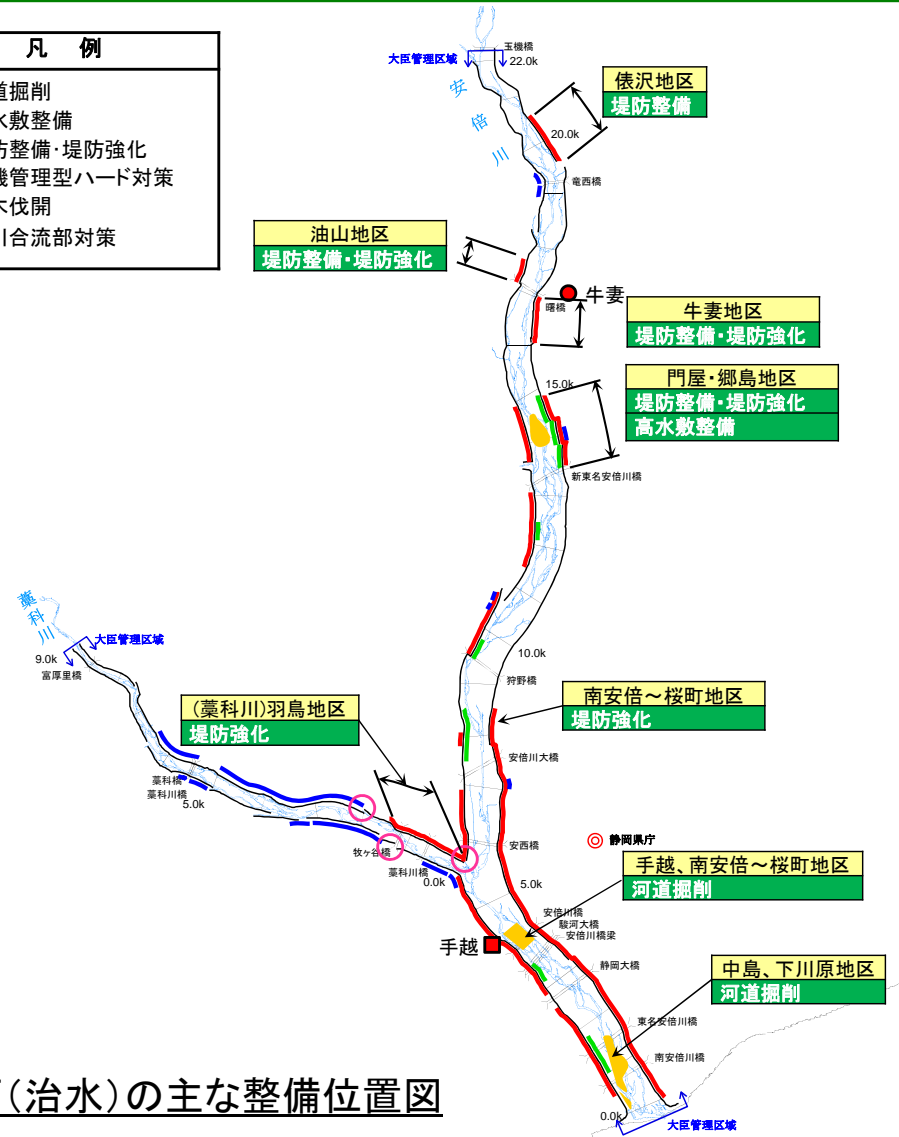 凡 例
道掘削
水敷整備
防整備・堤防強化
機管理型ハード対策
木伐開
川合流部対策
玉機橋
大臣管理区域
22.0k
安倍川
俵沢地区
堤防整備
20.0k
竜西橋
油山地区
堤防整備・堤防強化
牛妻
曙橋
牛妻地区
堤防整備・堤防強化
門屋・郷島地区
堤防整備・堤防強化
高水敷整備
15.0k
新東名安倍川橋
藁科川
大臣管理区域
9.0k
富厚里橋
10.0k
狩野橋
(藁科川)羽鳥地区
堤防強化
南安倍～桜町地区
堤防強化
安倍川大橋
藁科橋
藁科川橋
5.0k
牧ヶ谷橋
藁科川橋
0.0k
安西橋
静岡県庁
5.0k
手越、南安倍～桜町地区
河道掘削
安倍川橋
駿河大橋
安倍川橋梁
手越
静岡大橋
中島、下川原地区
河道掘削
東名安倍川橋
南安倍川橋
0.0k
大臣管理区域
(治水)の主な整備位置図